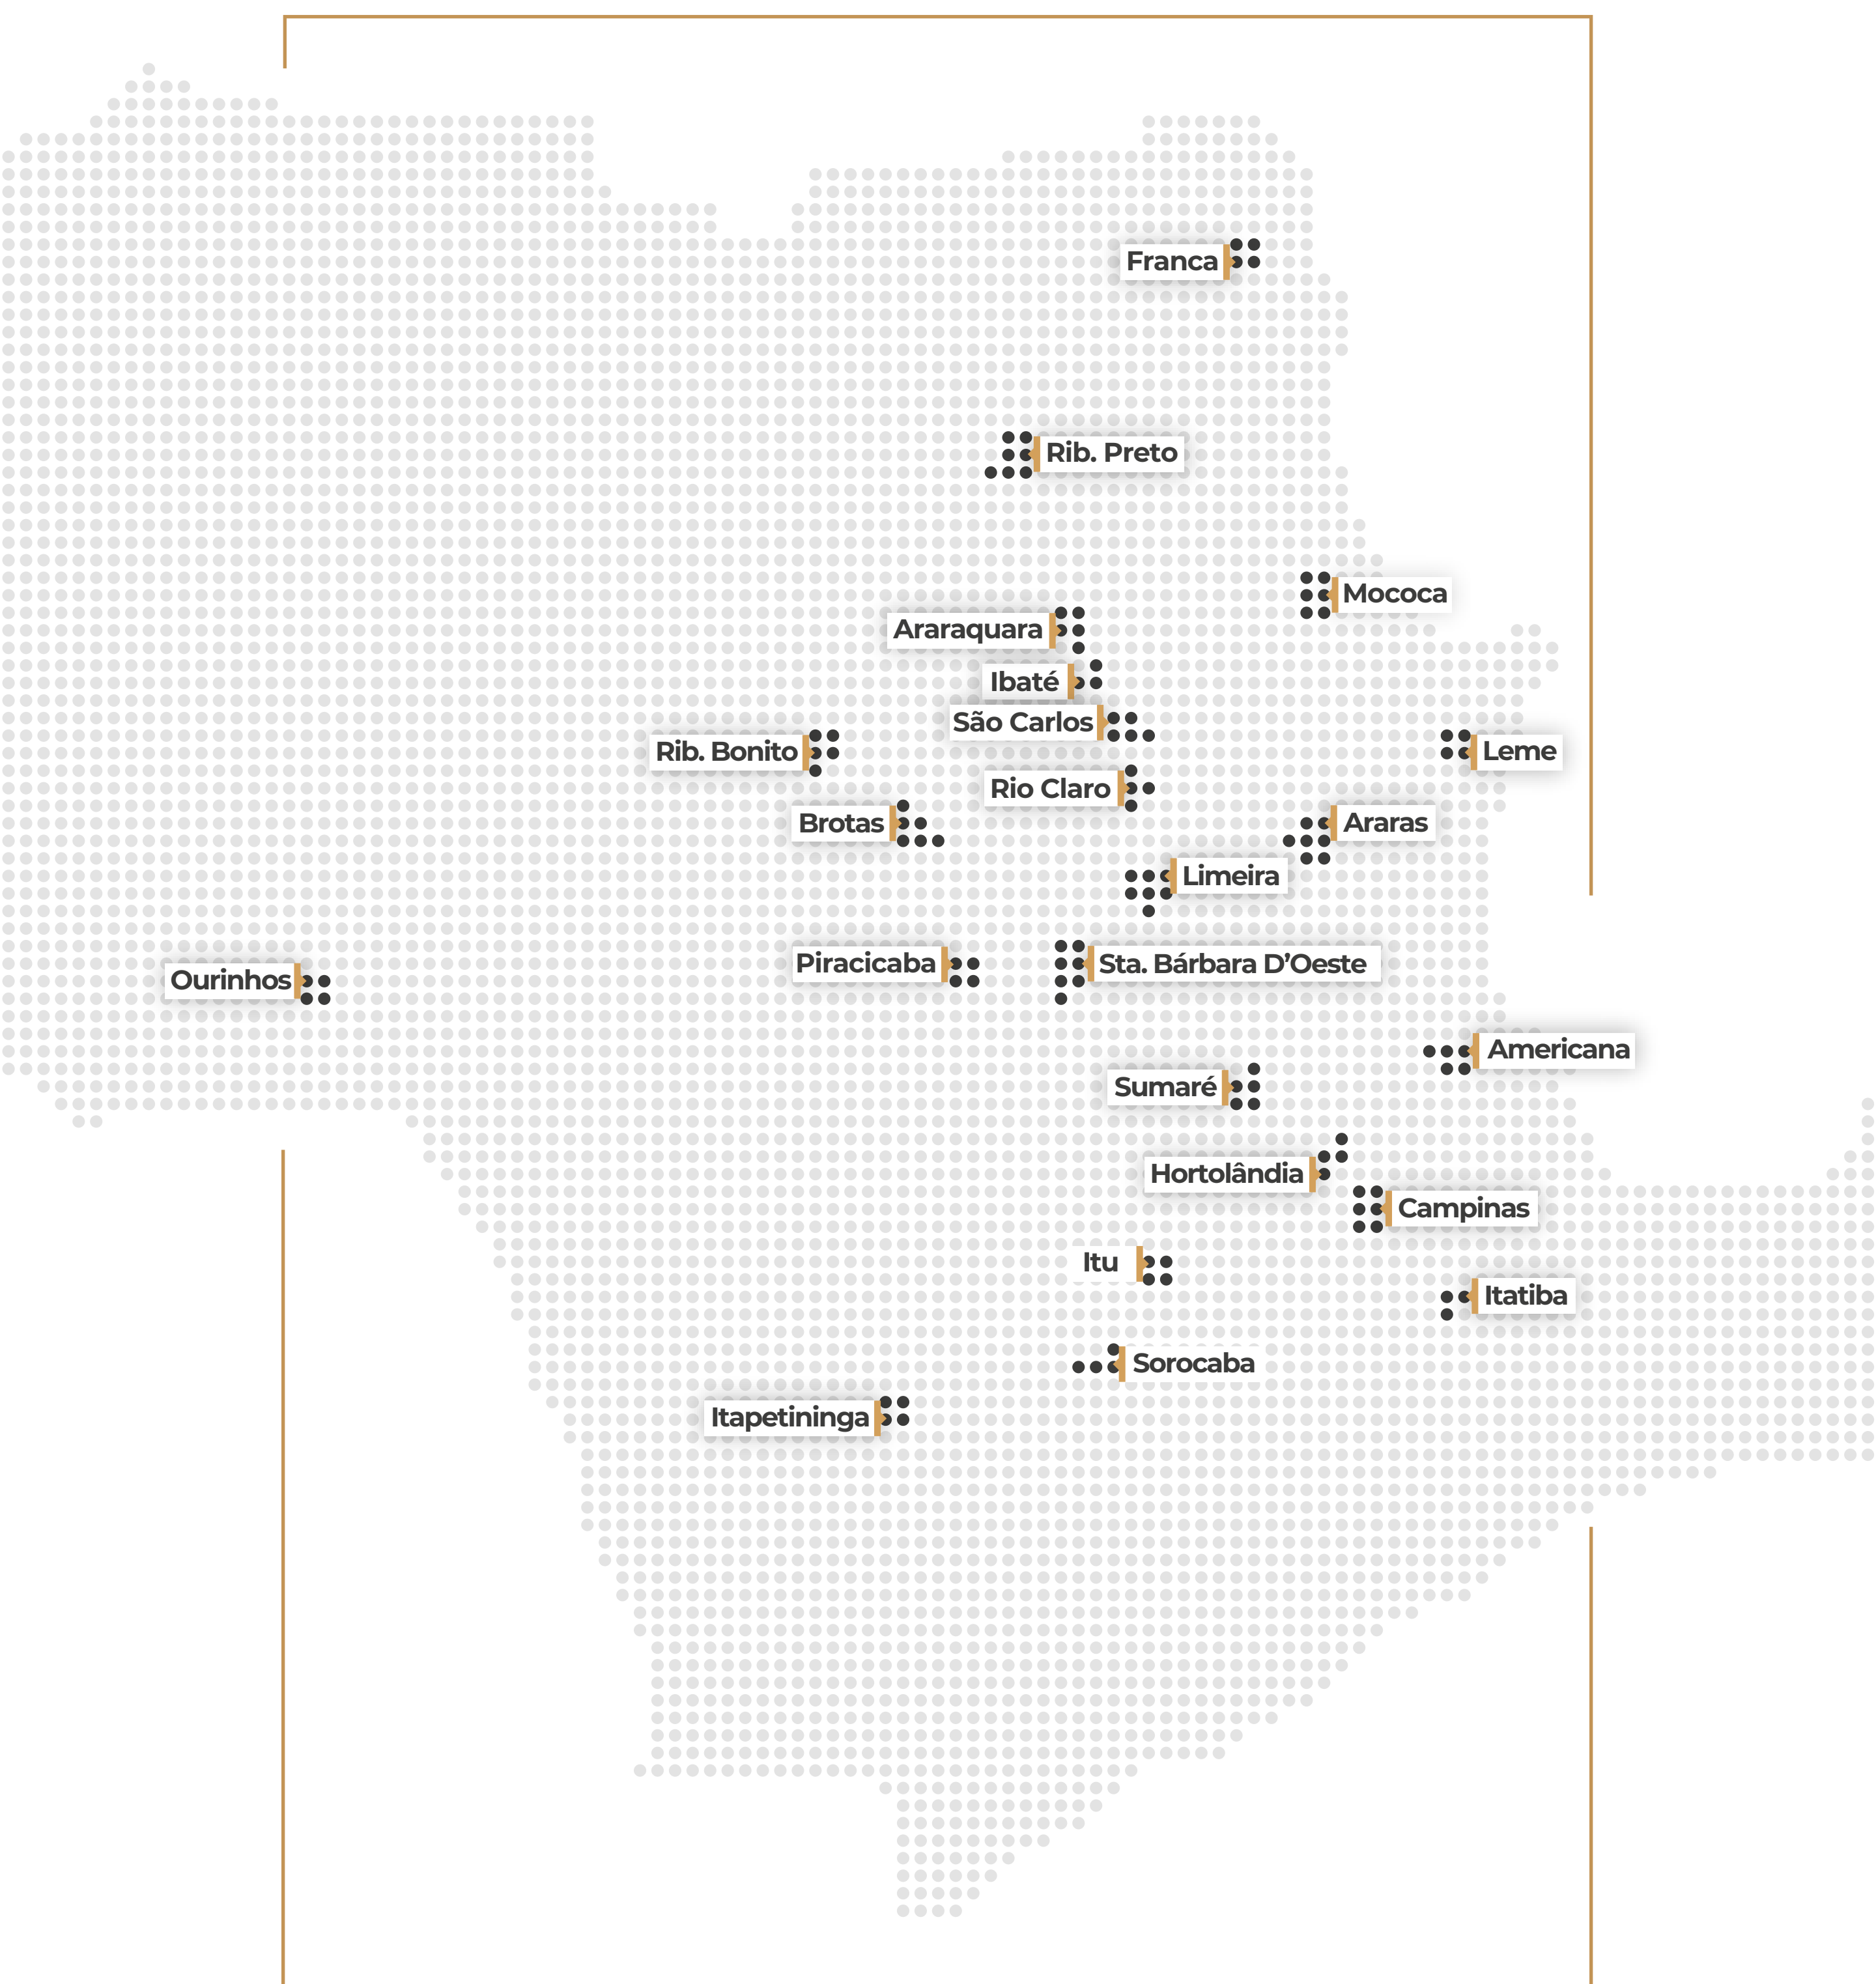 Franca
Rib. Preto
Mococa
Araraquara
Ibaté
São Carlos
Rib. Bonito
Leme
Rio Claro
Brotas
Araras
Limeira
Piracicaba
Sta. Bárbara D’Oeste
Ourinhos
Americana
Sumaré
Hortolândia
Campinas
Itu
Itatiba
Sorocaba
Itapetininga